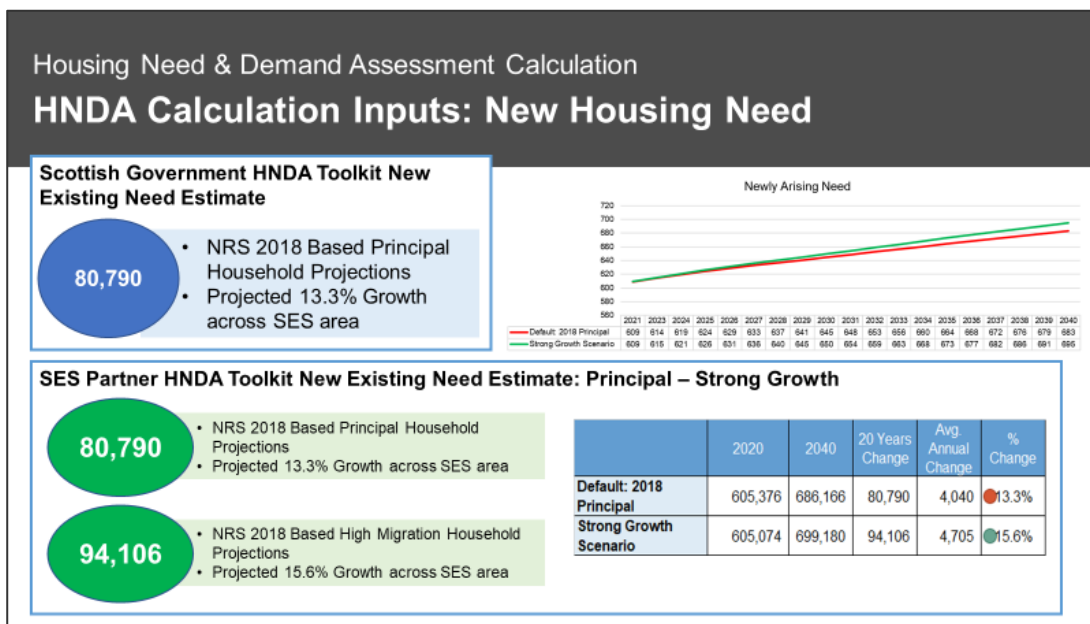 Housing Need & Demand Assessment Calculation
HNDA Calculation Inputs: New Housing Need
Scottish Government HNDA Toolkit New
Existing Need Estimate
80,790
• NRS 2018 Based Principal
Household Projections
• Projected 13.3% Growth
across SES area
Newly Arising Need
720
700
680
660
640
620
600
580
560
2021 2023 2024 2025 2026 2027 2028 2029 2030 2031 2032 2033 2034 2035 2036 2037 2038 2039 2040
Default: 2018 Principal 609 614 619 624 629 633 637 641 645 648 653 656 660 664 668 672 676 679 683
Strong Growth Scenario 609 615 621 626 631 636 640 645 650 654 659 663 668 673 677 682 686 691 695
SES Partner HNDA Toolkit New Existing Need Estimate: Principal – Strong Growth
80,790
• NRS 2018 Based Principal Household
Projections
• Projected 13.3% Growth across SES area
94,106
• NRS 2018 Based High Migration Household
Projections
• Projected 15.6% Growth across SES area
2020 2040 20 Years Change Avg. Annual Change % Change
Default: 2018 Principal 605,376 686,166 80,790 4,040 13.3%
Strong Growth Scenario 605,074 699,180 94,106 4,705 15.6%